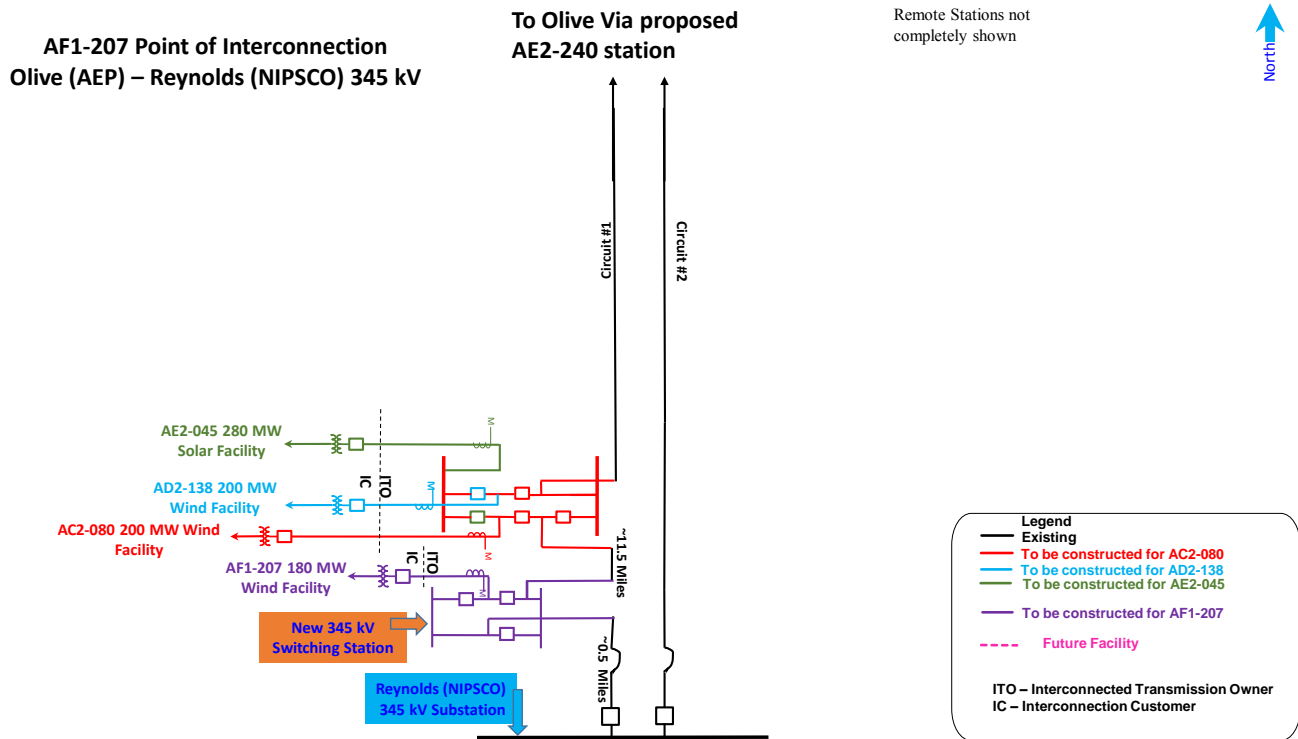 AF1-207 Point of Interconnection
Olive (AEP) – Reynolds (NIPSCO) 345 kV
To Olive Via proposed
AE2-240 station
Remote Stations not
completely shown
North
Circuit #1
Circuit #2
AE2-045 280 MW
Solar Facility
M
ITO
IC
AD2-138 200 MW
Wind Facility
M
AC2-080 200 MW Wind
Facility
M
ITO
IC
AF1-207 180 MW
Wind Facility
M
~11.5 Miles
New 345 kV
Switching Station
~0.5 Miles
Reynolds (NIPSCO)
345 kV Substation
Legend
Existing
To be constructed for AC2-080
To be constructed for AD2-138
To be constructed for AE2-045
To be constructed for AF1-207
Future Facility
ITO – Interconnected Transmission Owner
IC – Interconnection Customer